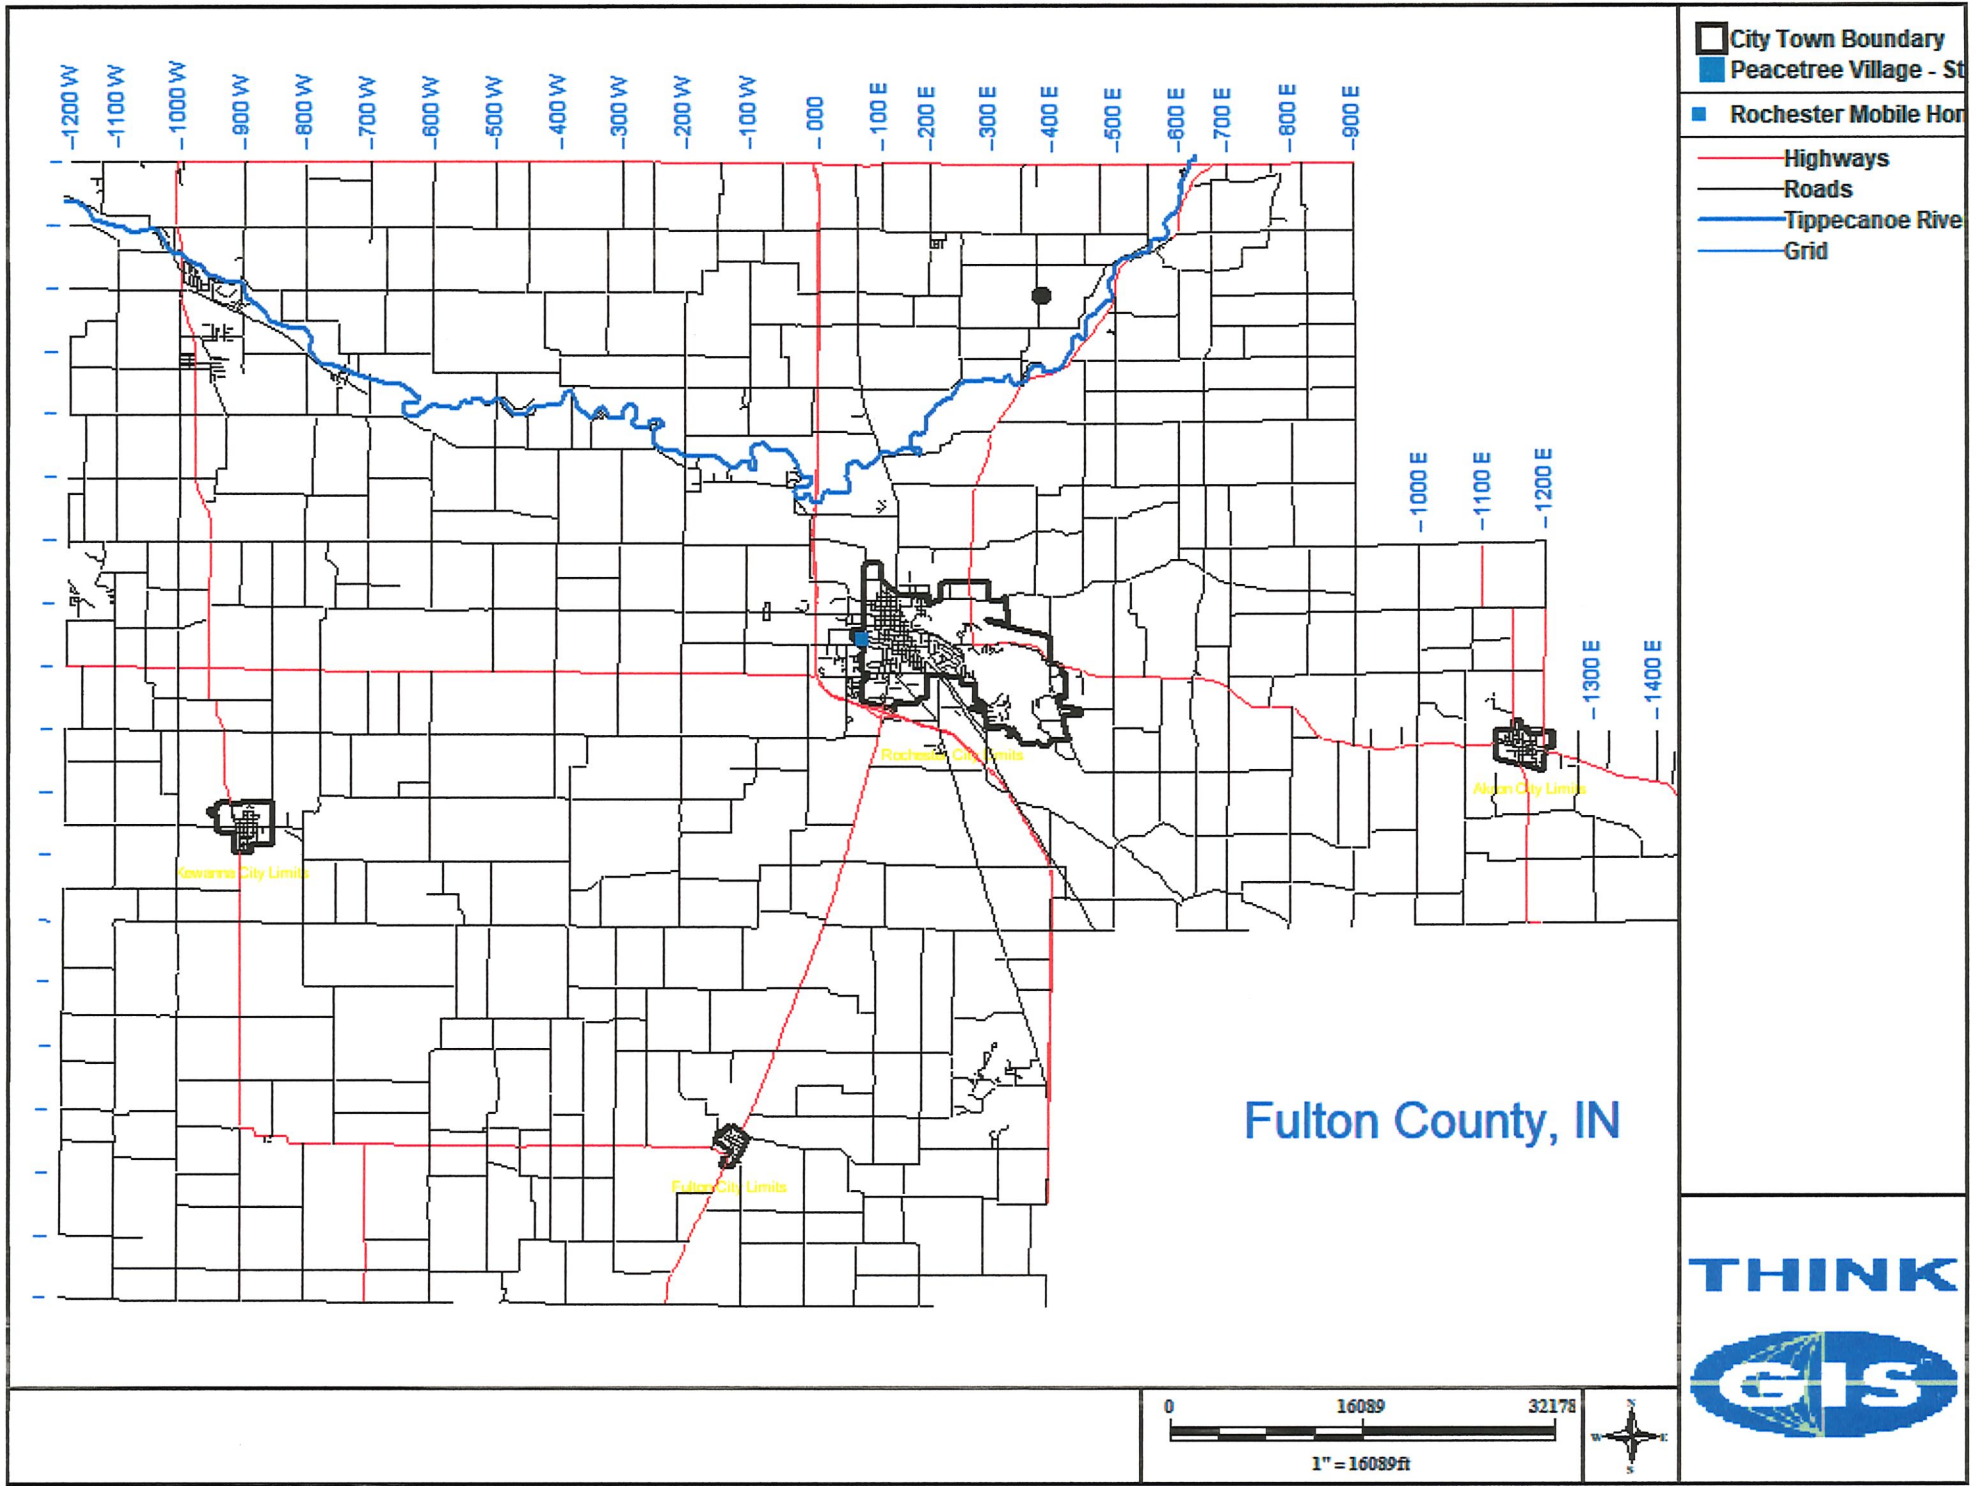 –1200 W
–1100 W
–1000 W
–900 W
–800 W
–700 W
–600 W
–500 W
–400 W
–300 W
–200 W
–100 W
– 000
–100 E
–200 E
–300 E
–400 E
–500 E
–600 E
–700 E
–800 E
–900 E
–1000 E
–1100 E
–1200 E
–1300 E
–1400 E
City Town Boundary
Peacetree Village - St
Rochester Mobile Hon
Highways
Roads
Tippecanoe Rive
Grid
Rochester City Limits
Akron City Limits
Kewanna City Limits
Fulton City Limits
Fulton County, IN
THINK
GIS
0 16089 32178
1" = 16089ft
N
W E
S